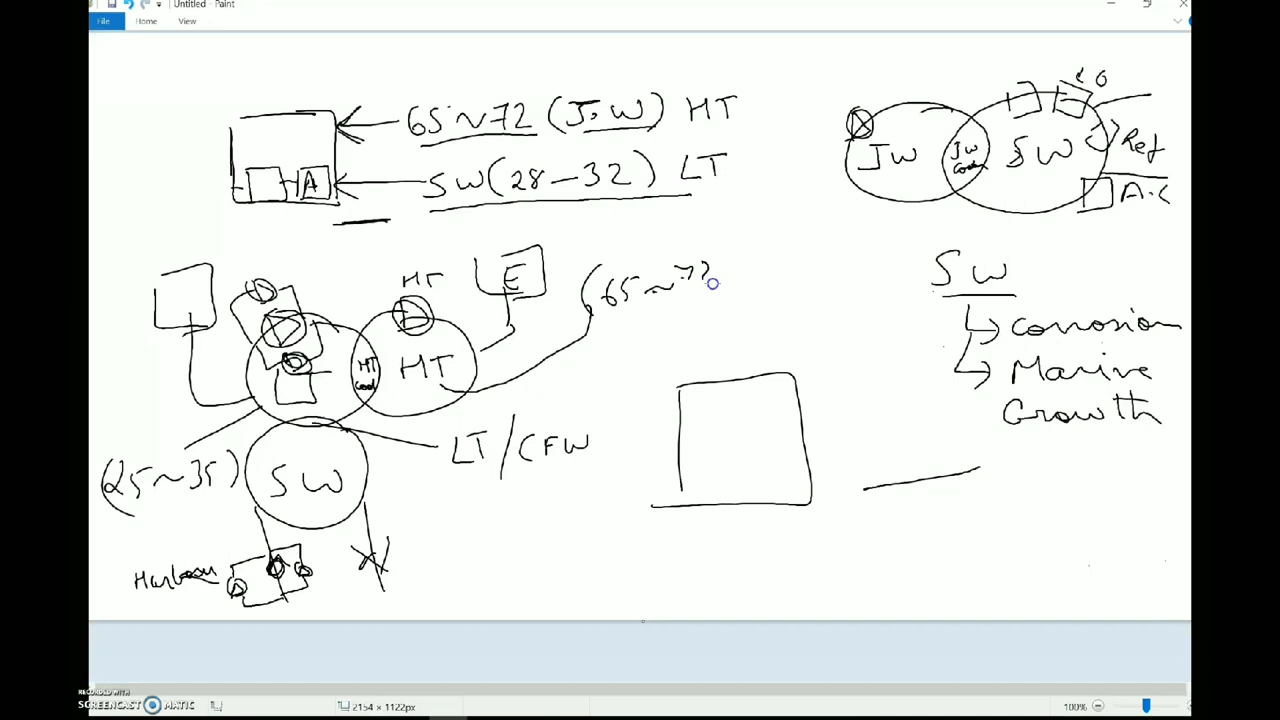 Untitled - Paint
File Home View
65~72 (J.W) HT
SW (28-32) LT
A
JW
JW Cool
SW
LO
Ref
A.C
SW
Corrosion
Marine
Growth
HT
E
(65~72
HT Cool
HT
LT/CFW
(25~35)
SW
Harbour
RECORDED WITH
SCREENCAST MATIC
2154 × 1122px
100%